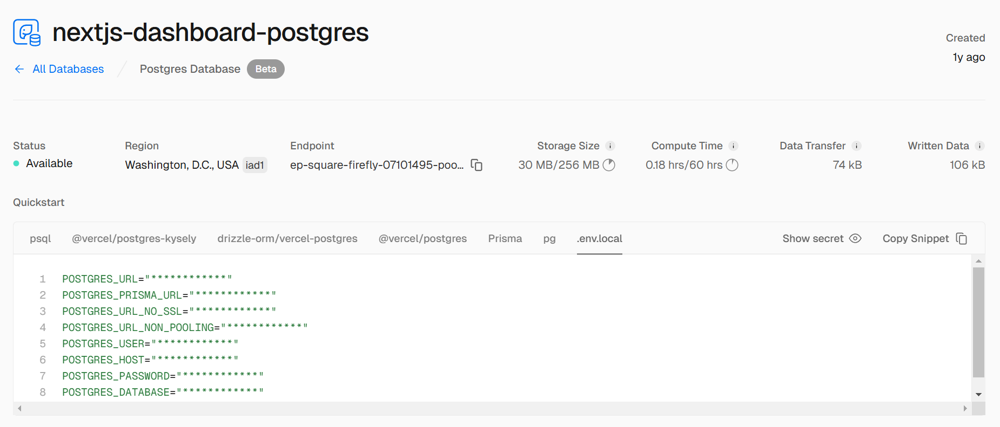 nextjs-dashboard-postgres
Created
1y ago
All Databases
Postgres Database
Beta
Status
Available
Region
Washington, D.C., USA iad1
Endpoint
ep-square-firefly-07101495-poo...
Storage Size
30 MB/256 MB
Compute Time
0.18 hrs/60 hrs
Data Transfer
74 kB
Written Data
106 kB
Quickstart
psql @vercel/postgres-kysely drizzle-orm/vercel-postgres @vercel/postgres Prisma pg .env.local Show secret Copy Snippet
1 POSTGRES_URL="************"
2 POSTGRES_PRISMA_URL="************"
3 POSTGRES_URL_NO_SSL="************"
4 POSTGRES_URL_NON_POOLING="************"
5 POSTGRES_USER="************"
6 POSTGRES_HOST="************"
7 POSTGRES_PASSWORD="************"
8 POSTGRES_DATABASE="************"